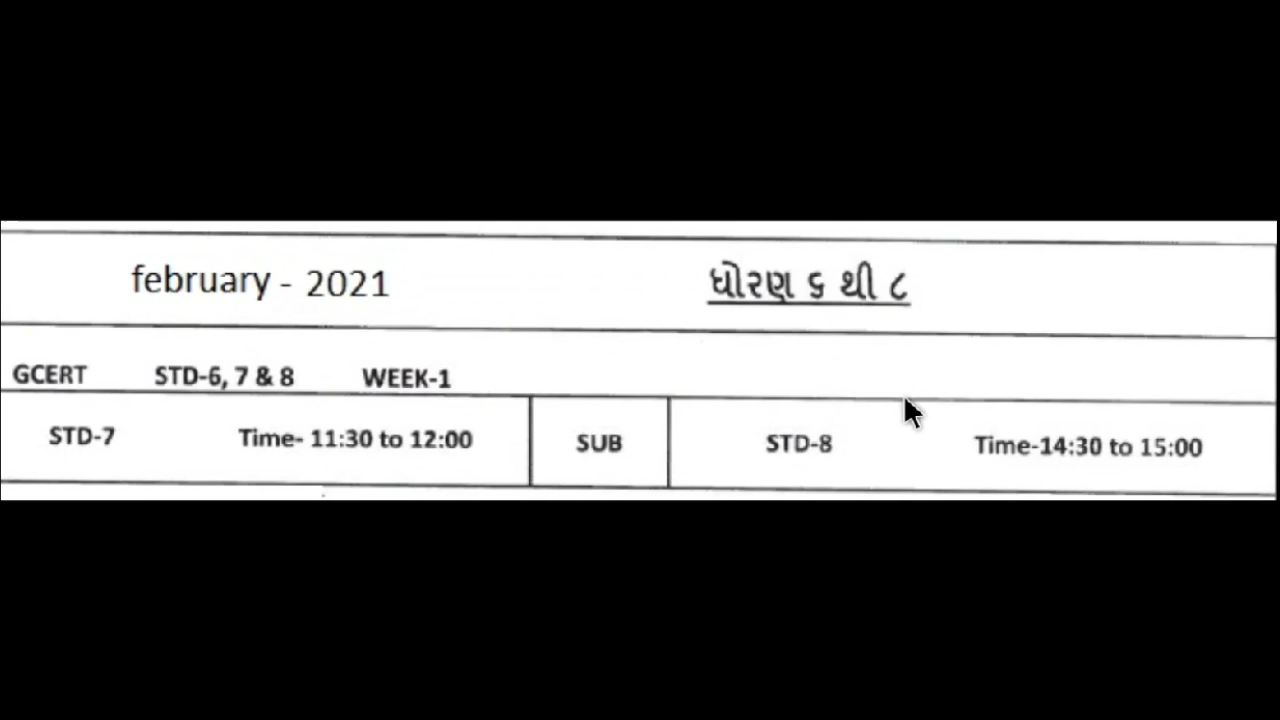 february - 2021 ધોરણ ૬ થી ૮
GCERT STD-6, 7 & 8 WEEK-1
STD-7 Time- 11:30 to 12:00 SUB STD-8 Time-14:30 to 15:00